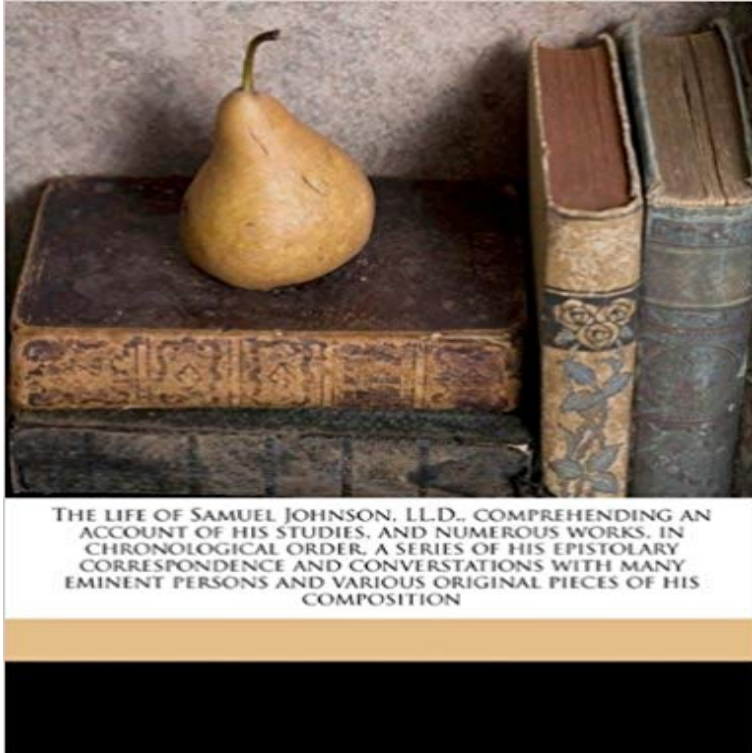 THE LIFE OF SAMUEL JOHNSON, LL.D., COMPREHENDING AN
ACCOUNT OF HIS STUDIES, AND NUMEROUS WORKS, IN
CHRONOLOGICAL ORDER, A SERIES OF HIS EPISTOLARY
CORRESPONDENCE AND CONVERSTATIONS WITH MANY
EMINENT PERSONS AND VARIOUS ORIGINAL PIECES OF HIS
COMPOSITION